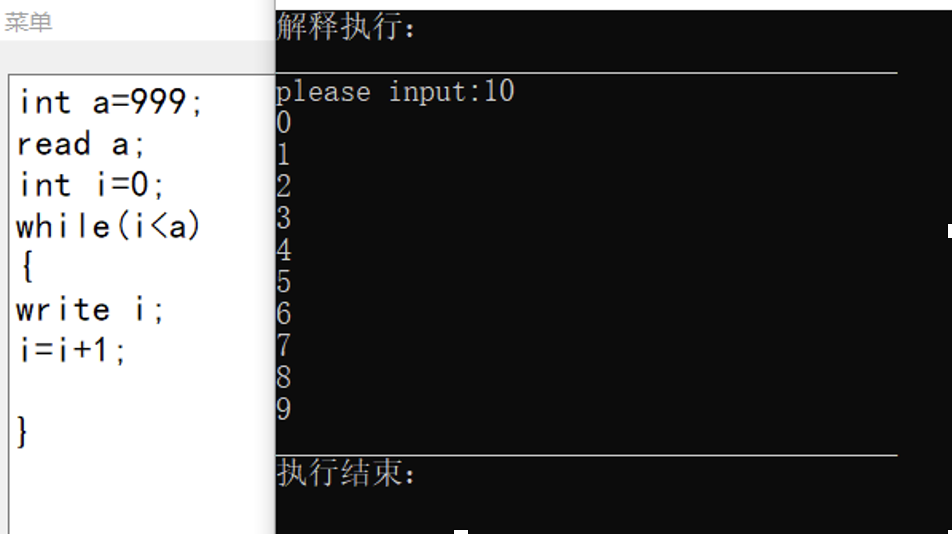 菜单
int a=999;
read a;
int i=0;
while(i<a)
{
write i;
i=i+1;
}
解释执行：
please input:10
0
1
2
3
4
5
6
7
8
9
执行结束：